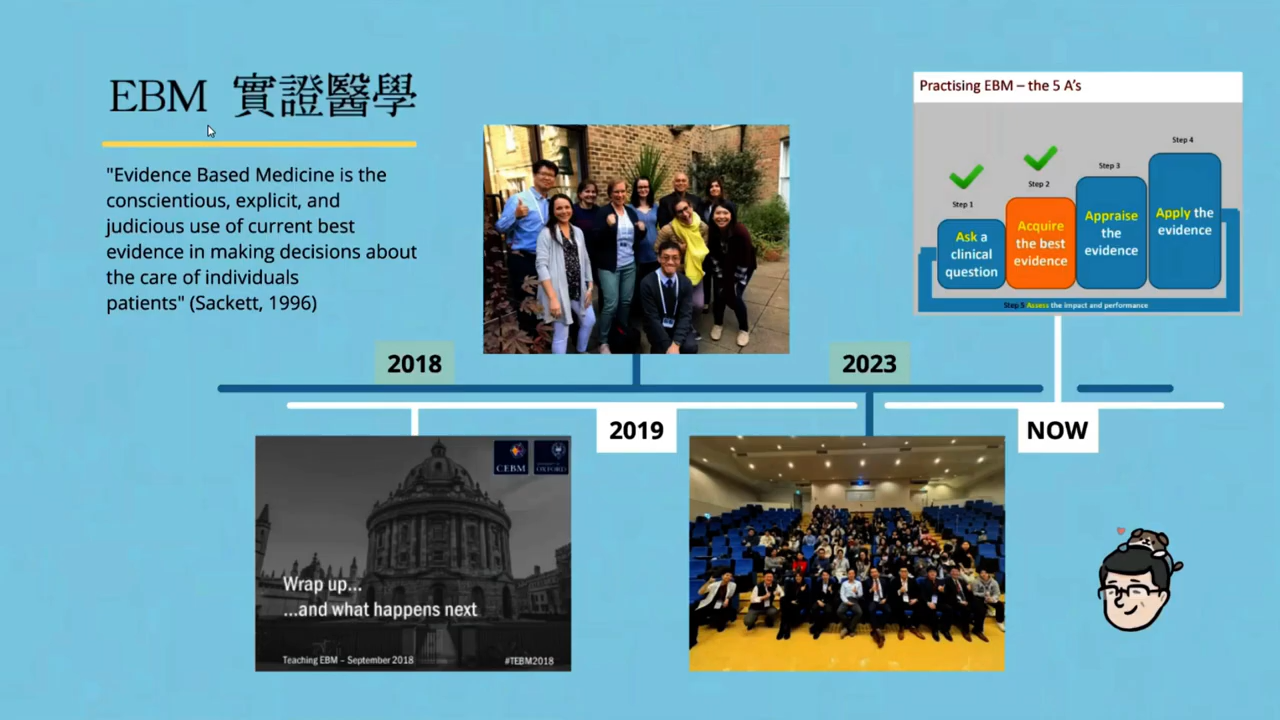 EBM 實證醫學
"Evidence Based Medicine is the
conscientious, explicit, and
judicious use of current best
evidence in making decisions about
the care of individuals
patients" (Sackett, 1996)
Practising EBM – the 5 A's
Step 1
Ask a
clinical
question
Step 2
Acquire
the best
evidence
Step 3
Appraise
the
evidence
Step 4
Apply the
evidence
Step 5 Assess the impact and performance
2018
2019
2023
NOW
CEBM
UNIVERSITY OF
OXFORD
Wrap up...
...and what happens next
Teaching EBM – September 2018
#TEBM2018